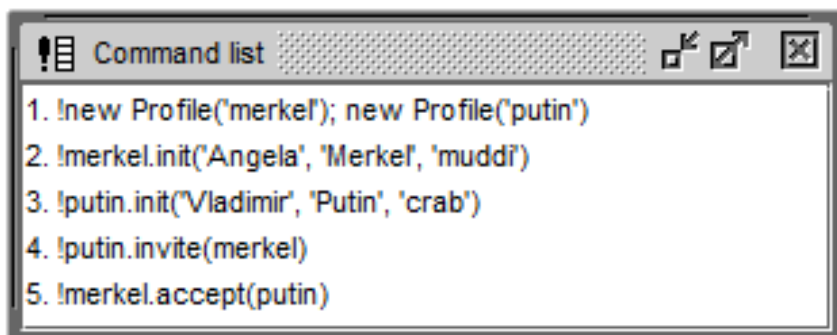 Command list
1. !new Profile('merkel'); new Profile('putin')
2. !merkel.init('Angela', 'Merkel', 'muddi')
3. !putin.init('Vladimir', 'Putin', 'crab')
4. !putin.invite(merkel)
5. !merkel.accept(putin)